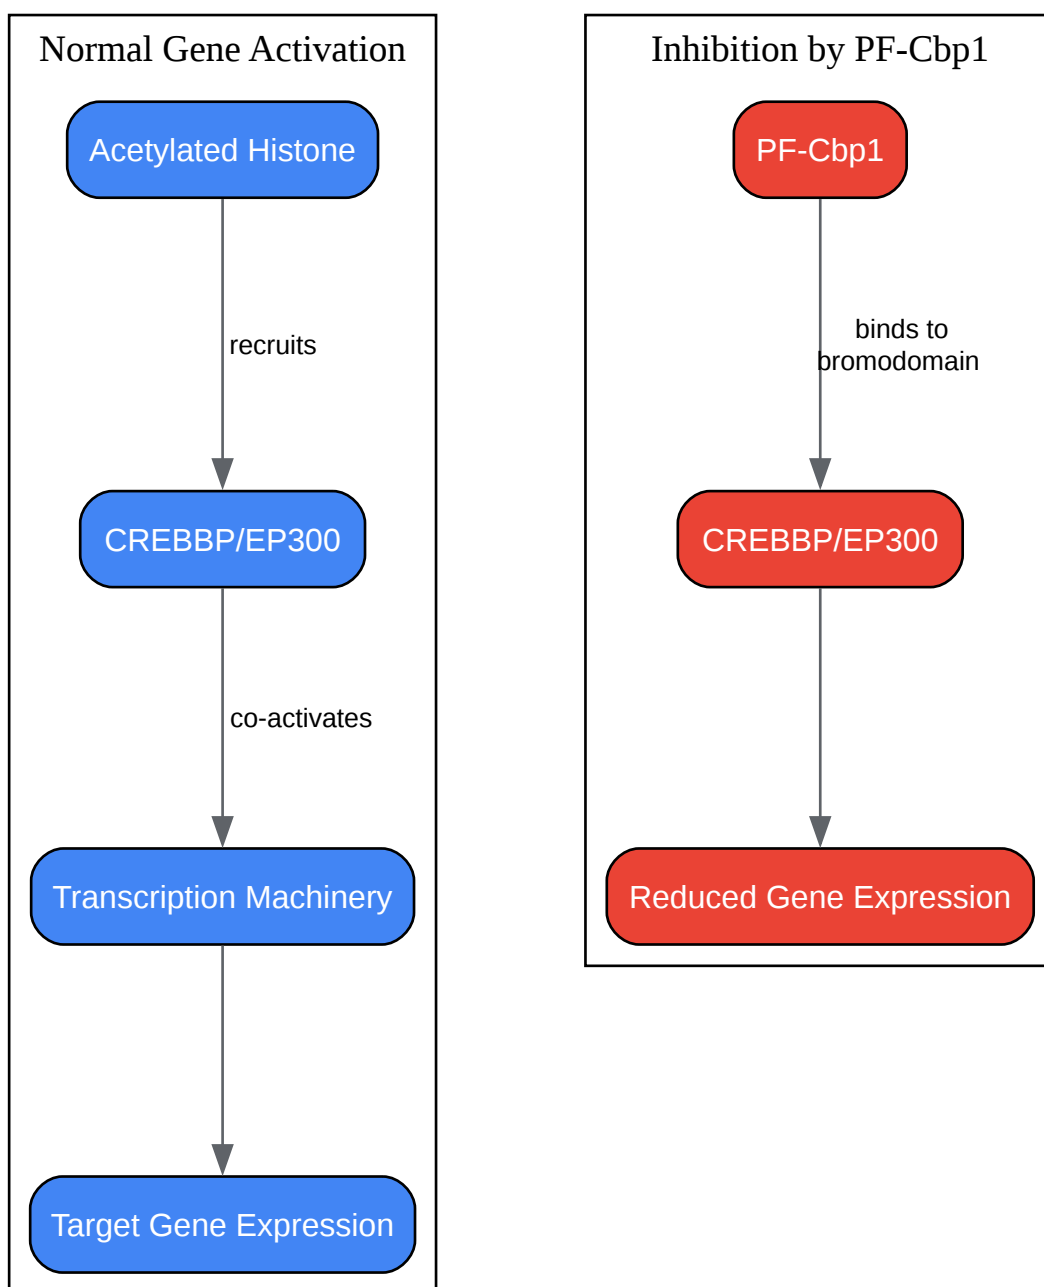 Normal Gene Activation
Acetylated Histone
recruits
CREBBP/EP300
co-activates
Transcription Machinery
Target Gene Expression
Inhibition by PF-Cbp1
PF-Cbp1
binds to
bromodomain
CREBBP/EP300
Reduced Gene Expression